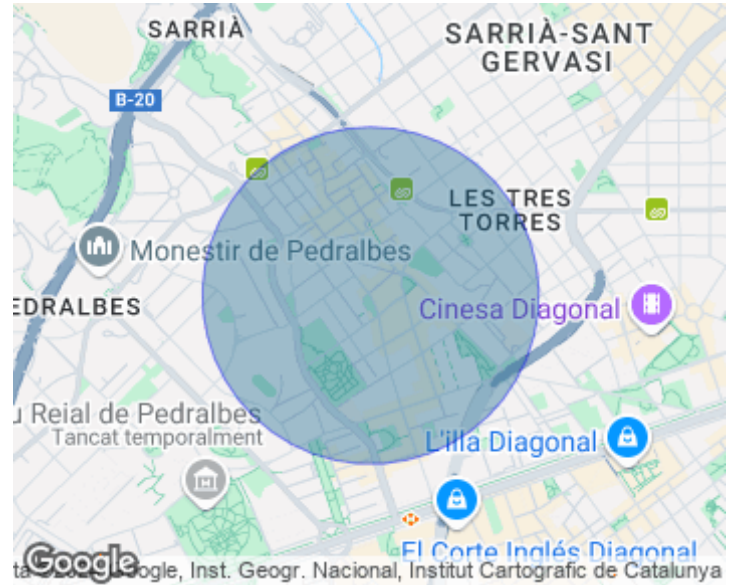 SARRIÀ
SARRIÀ-SANT
GERVASI
B-20
LES TRES
TORRES
Monestir de Pedralbes
EDRALBES
Cinesa Diagonal
u Reial de Pedralbes
Tancat temporalment
L'illa Diagonal
El Corte Inglés Diagonal
Google
Google, Inst. Geogr. Nacional, Institut Cartografic de Catalunya